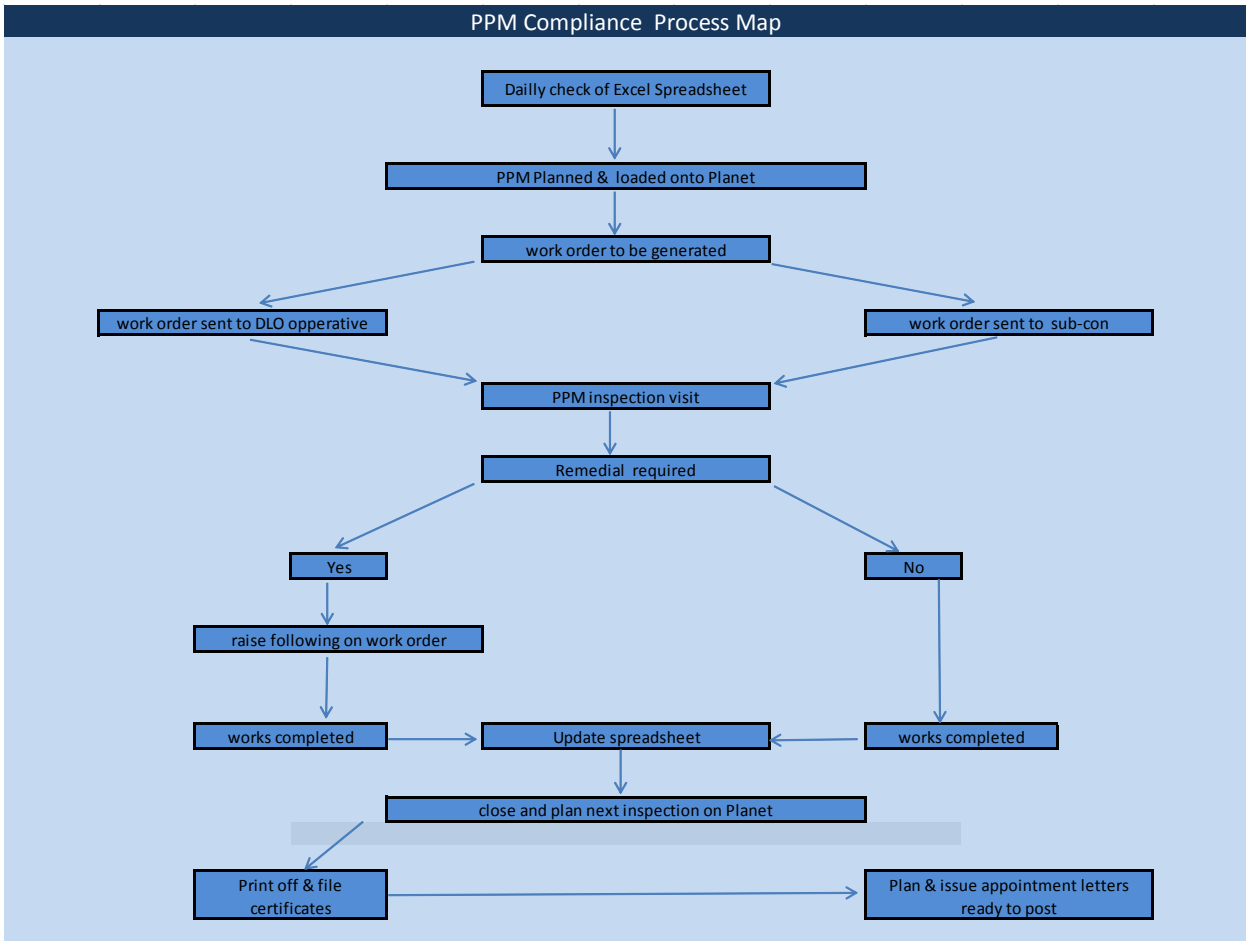 PPM Compliance Process Map
Dailly check of Excel Spreadsheet
PPM Planned & loaded onto Planet
work order to be generated
work order sent to DLO opperative
work order sent to sub-con
PPM inspection visit
Remedial required
Yes
No
raise following on work order
works completed
Update spreadsheet
works completed
close and plan next inspection on Planet
Print off & file
certificates
Plan & issue appointment letters
ready to post